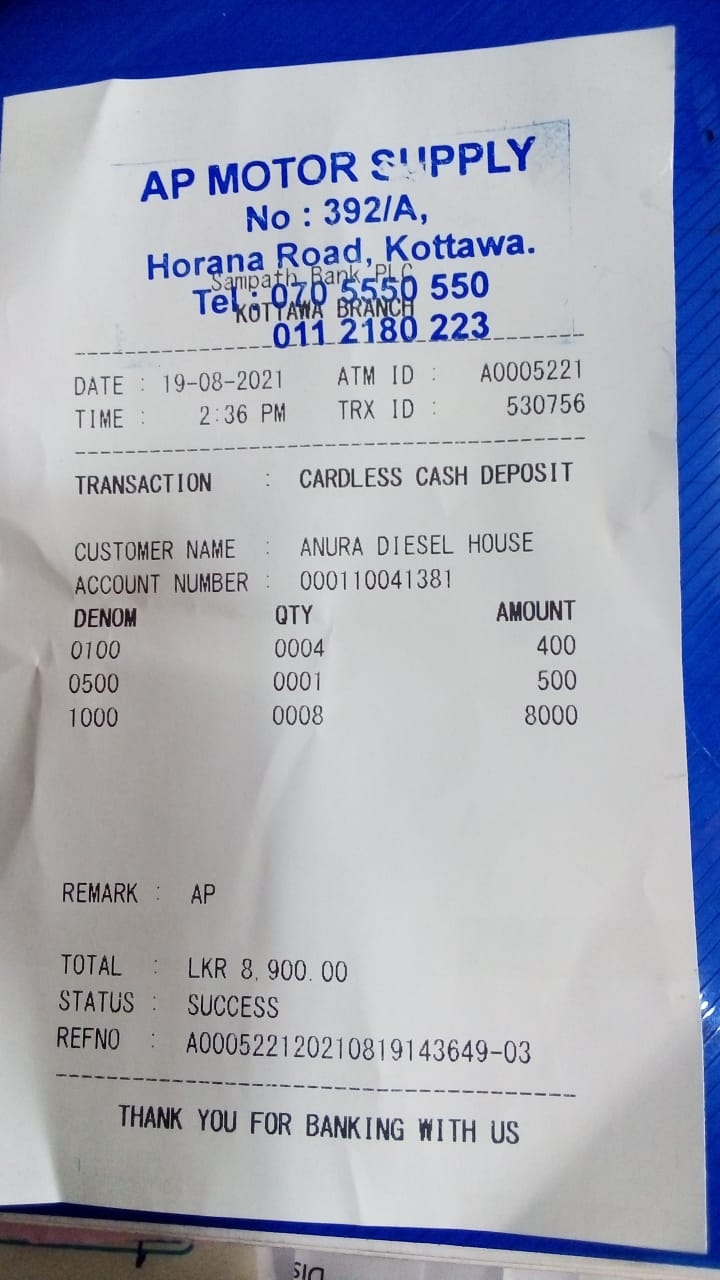 AP MOTOR SUPPLY
No : 392/A,
Horana Road, Kottawa.
Sampath Bank PLC
Tel : 070 5550 550
KOTTAWA BRANCH
011 2180 223
DATE : 19-08-2021 ATM ID : A0005221
TIME : 2:36 PM TRX ID : 530756
TRANSACTION : CARDLESS CASH DEPOSIT
CUSTOMER NAME : ANURA DIESEL HOUSE
ACCOUNT NUMBER : 000110041381
DENOM QTY AMOUNT
0100 0004 400
0500 0001 500
1000 0008 8000
REMARK : AP
TOTAL : LKR 8,900.00
STATUS : SUCCESS
REFNO : A000522120210819143649-03
THANK YOU FOR BANKING WITH US